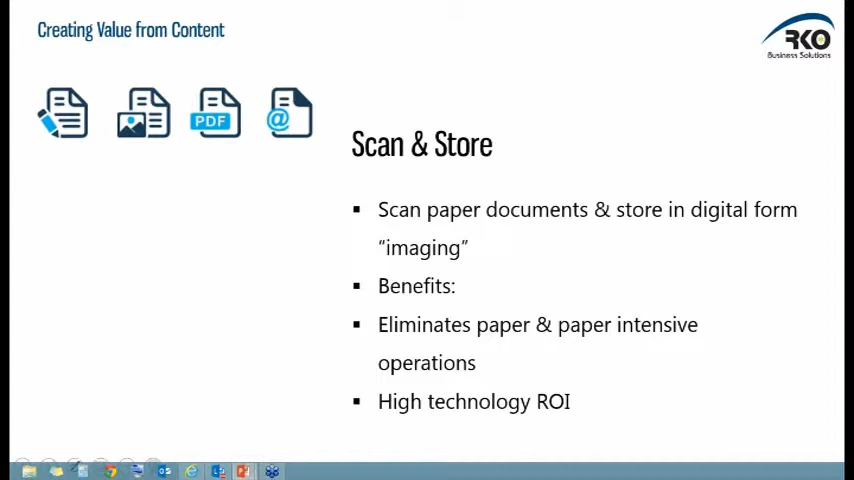 Creating Value from Content
RKO
Business Solutions
PDF
@
Scan & Store
▪ Scan paper documents & store in digital form
“imaging”
▪ Benefits:
▪ Eliminates paper & paper intensive
operations
▪ High technology ROI